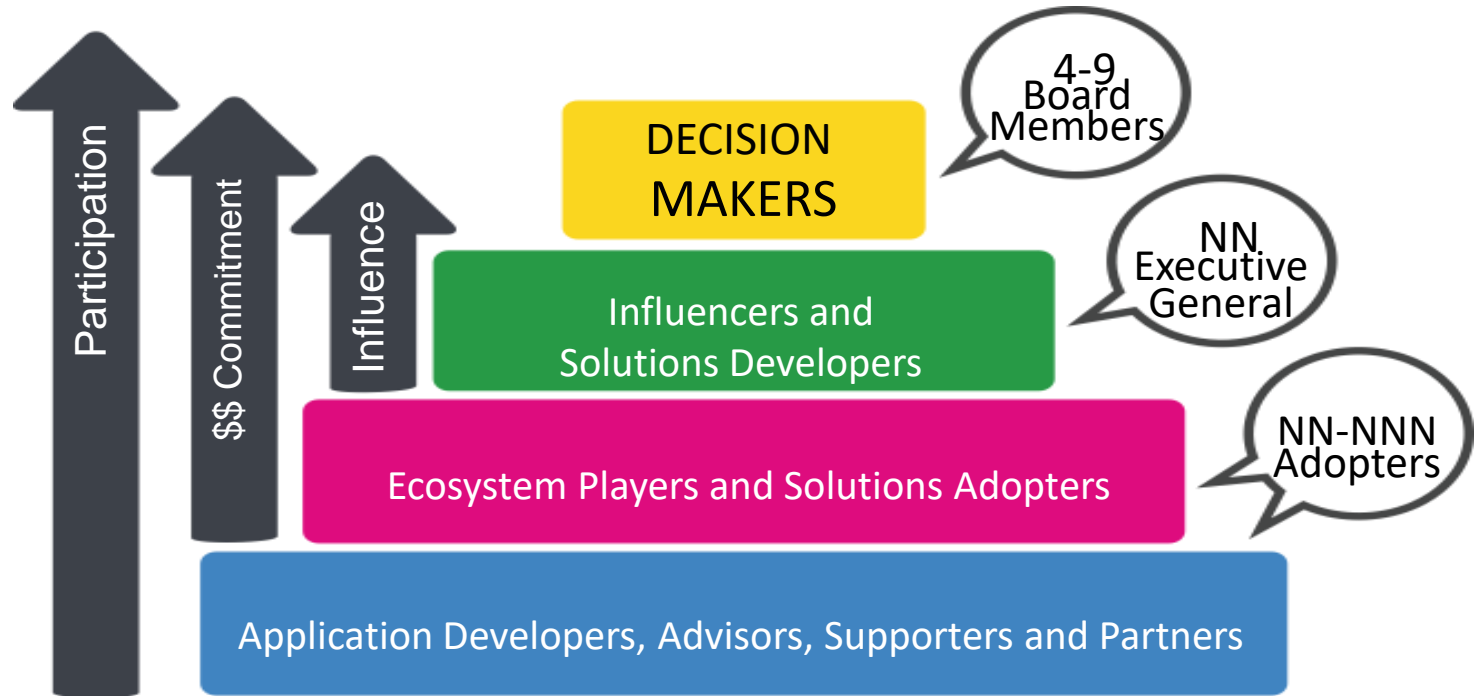 Participation
$$ Commitment
Influence
DECISION
MAKERS
4-9
Board
Members
Influencers and
Solutions Developers
NN
Executive
General
Ecosystem Players and Solutions Adopters
NN-NNN
Adopters
Application Developers, Advisors, Supporters and Partners